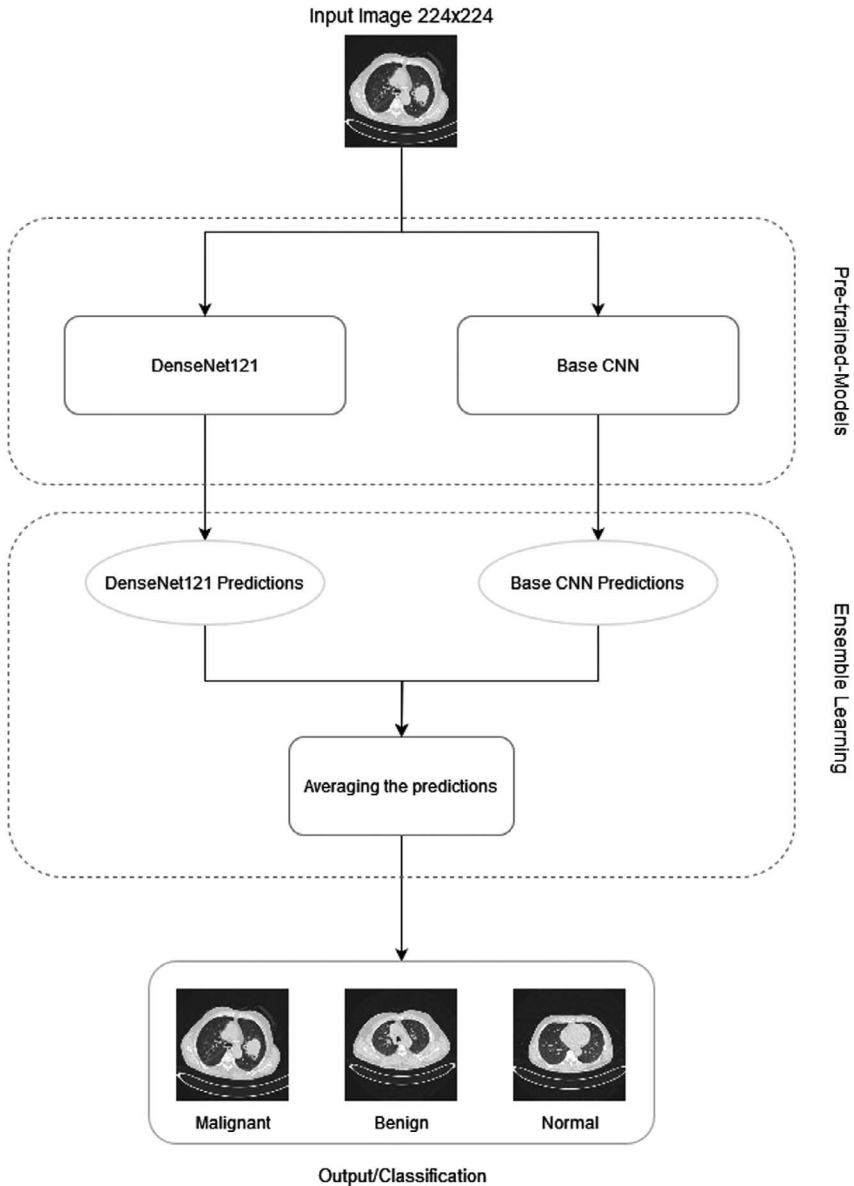 Input Image 224x224
Pre-trained-Models
DenseNet121
Base CNN
Ensemble Learning
DenseNet121 Predictions
Base CNN Predictions
Averaging the predictions
Malignant
Benign
Normal
Output/Classification